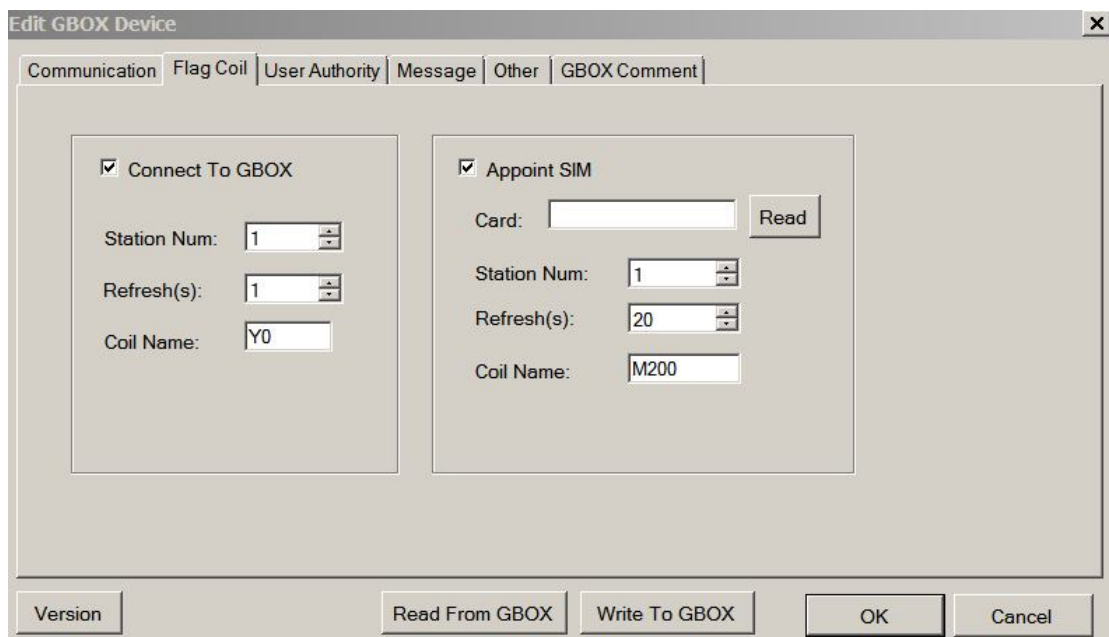 Edit GBOX Device
Communication Flag Coil User Authority Message Other GBOX Comment
Connect To GBOX
Station Num: 1
Refresh(s): 1
Coil Name: Y0
Appoint SIM
Card: Read
Station Num: 1
Refresh(s): 20
Coil Name: M200
Version Read From GBOX Write To GBOX OK Cancel